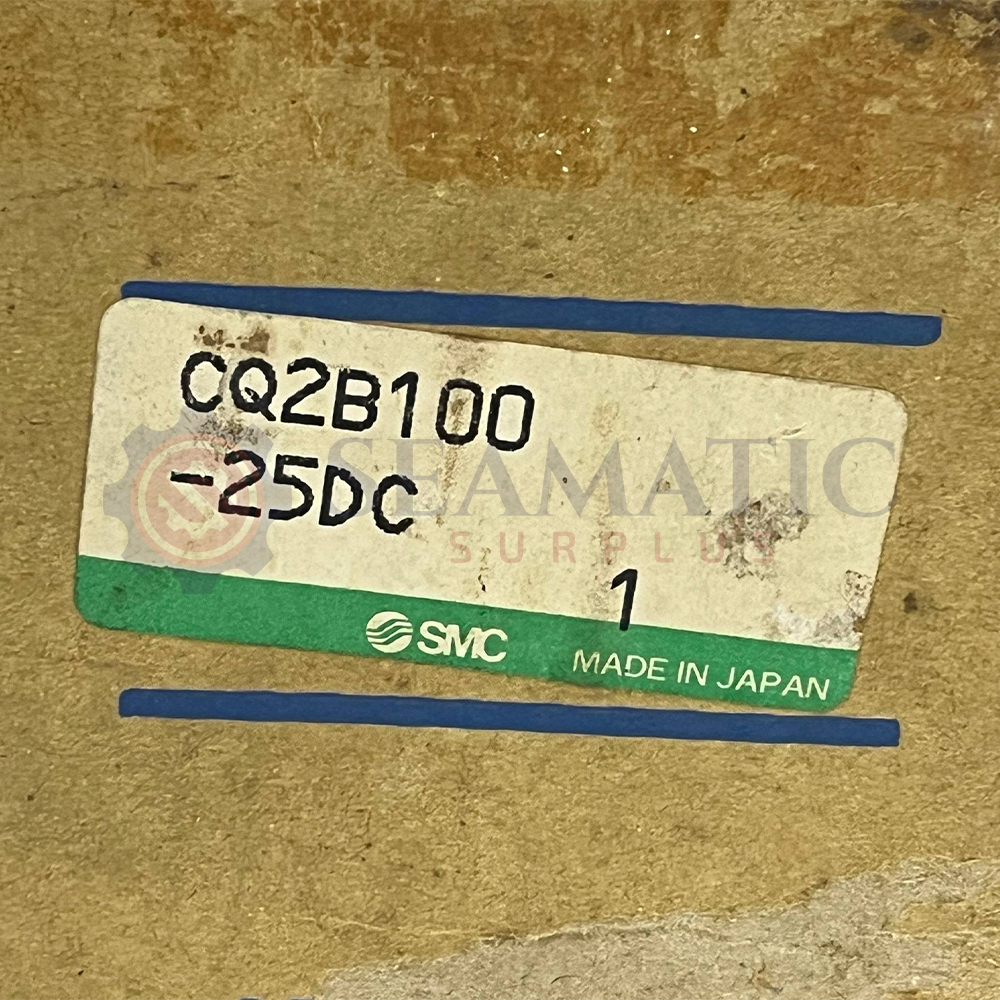 CQ2B100
-25DC
SEAMATIC
SURPLUS
1
SMC
MADE IN JAPAN